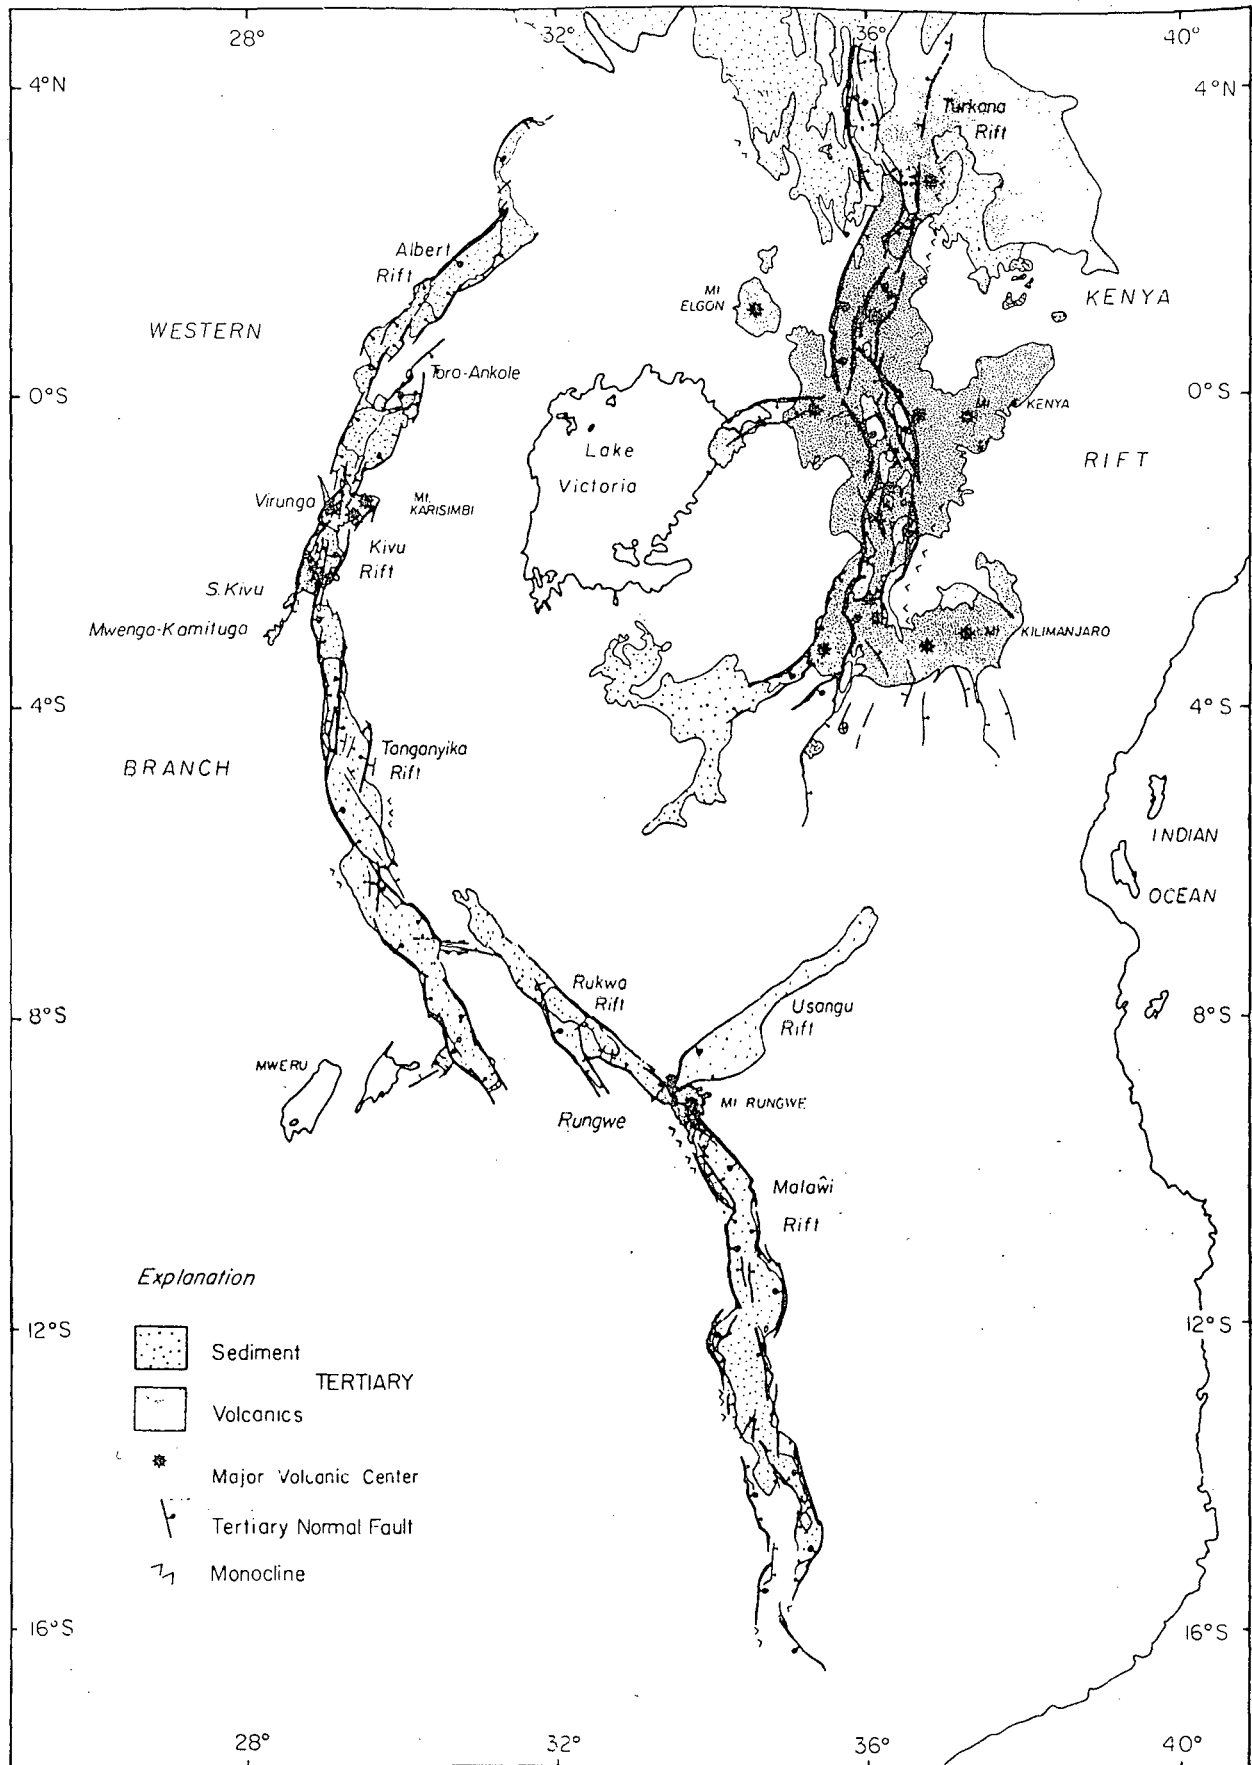 28° 32° 36° 40°
4°N 4°N
Turkana
Rift
Albert
Rift
WESTERN
Mt
ELGON
KENYA
Toro-Ankole
0°S 0°S
Mt KENYA
Lake
Victoria
RIFT
Virunga
Mt.
KARISIMBI
Kivu
Rift
S. Kivu
Mwenga-Kamituga
Mt KILIMANJARO
4°S 4°S
Tanganyika
Rift
BRANCH
INDIAN
OCEAN
Rukwa
Rift
Usangu
Rift
8°S 8°S
MWERU
Mt RUNGWE
Rungwe
Malaŵi
Rift
Explanation
12°S 12°S
Sediment
TERTIARY
Volcanics
Major Volcanic Center
Tertiary Normal Fault
Monocline
16°S 16°S
28° 32° 36° 40°